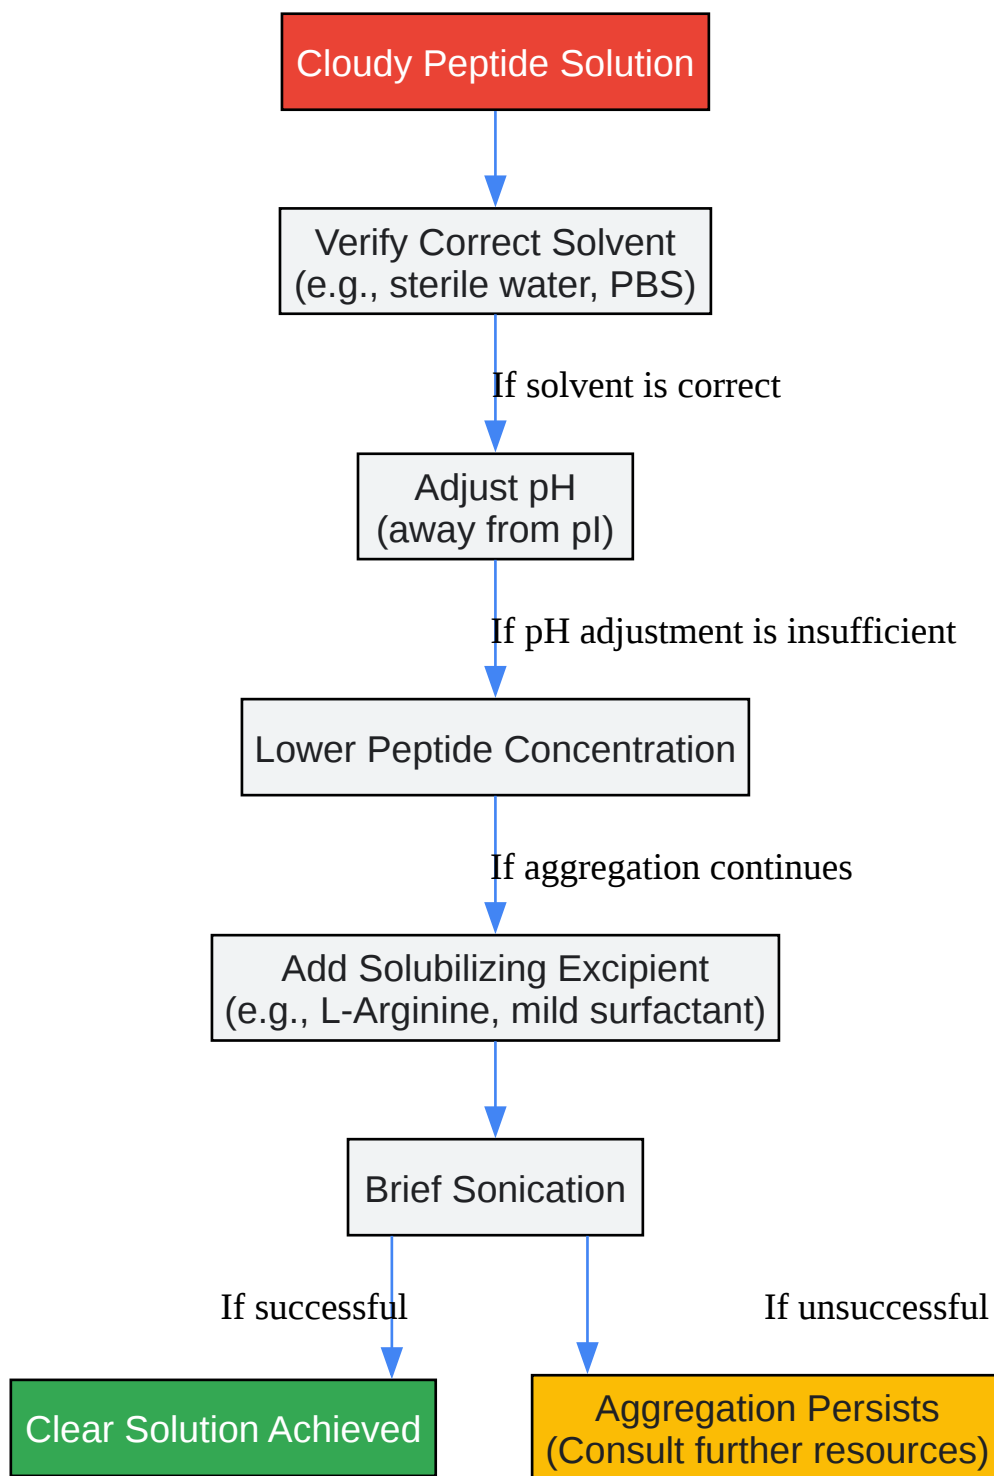 Cloudy Peptide Solution
Verify Correct Solvent
(e.g., sterile water, PBS)
If solvent is correct
Adjust pH
(away from pI)
If pH adjustment is insufficient
Lower Peptide Concentration
If aggregation continues
Add Solubilizing Excipient
(e.g., L-Arginine, mild surfactant)
Brief Sonication
If successful
If unsuccessful
Clear Solution Achieved
Aggregation Persists
(Consult further resources)